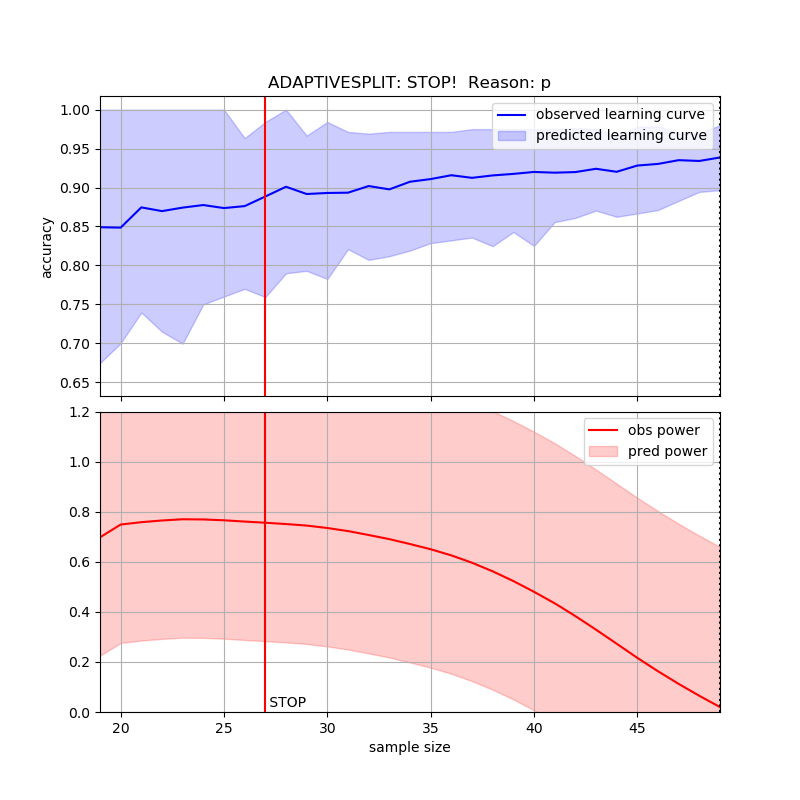 ADAPTIVESPLIT: STOP!  Reason: p
1.00
0.95
0.90
0.85
0.80
0.75
0.70
0.65
accuracy
observed learning curve
predicted learning curve
1.2
1.0
0.8
0.6
0.4
0.2
0.0
obs power
pred power
STOP
20 25 30 35 40 45
sample size